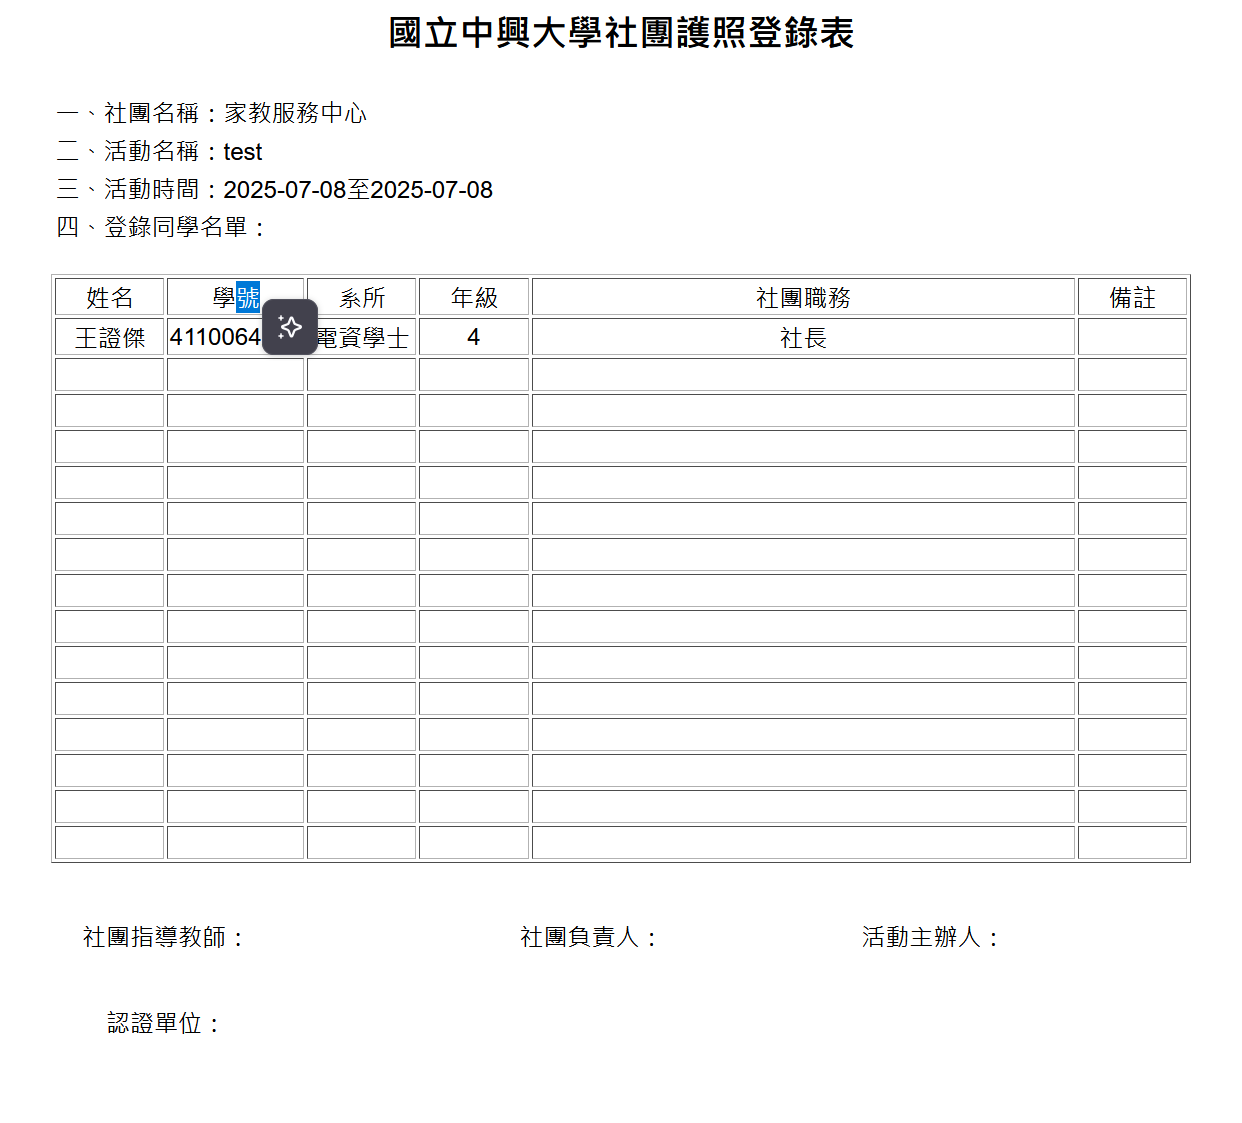 國立中興大學社團護照登錄表
一、社團名稱：家教服務中心
二、活動名稱：test
三、活動時間：2025-07-08至2025-07-08
四、登錄同學名單：
姓名 學號 系所 年級 社團職務 備註
王證傑 4110064 電資學士 4 社長
社團指導教師： 社團負責人： 活動主辦人：
認證單位：